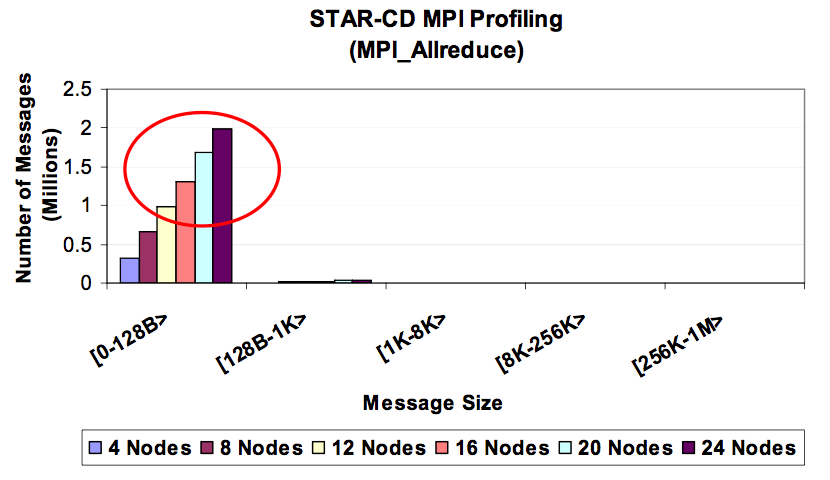 STAR-CD MPI Profiling
(MPI_Allreduce)
Number of Messages
(Millions)
2.5
2
1.5
1
0.5
0
[0-128B>
[128B-1K>
[1K-8K>
[8K-256K>
[256K-1M>
Message Size
4 Nodes 8 Nodes 12 Nodes 16 Nodes 20 Nodes 24 Nodes